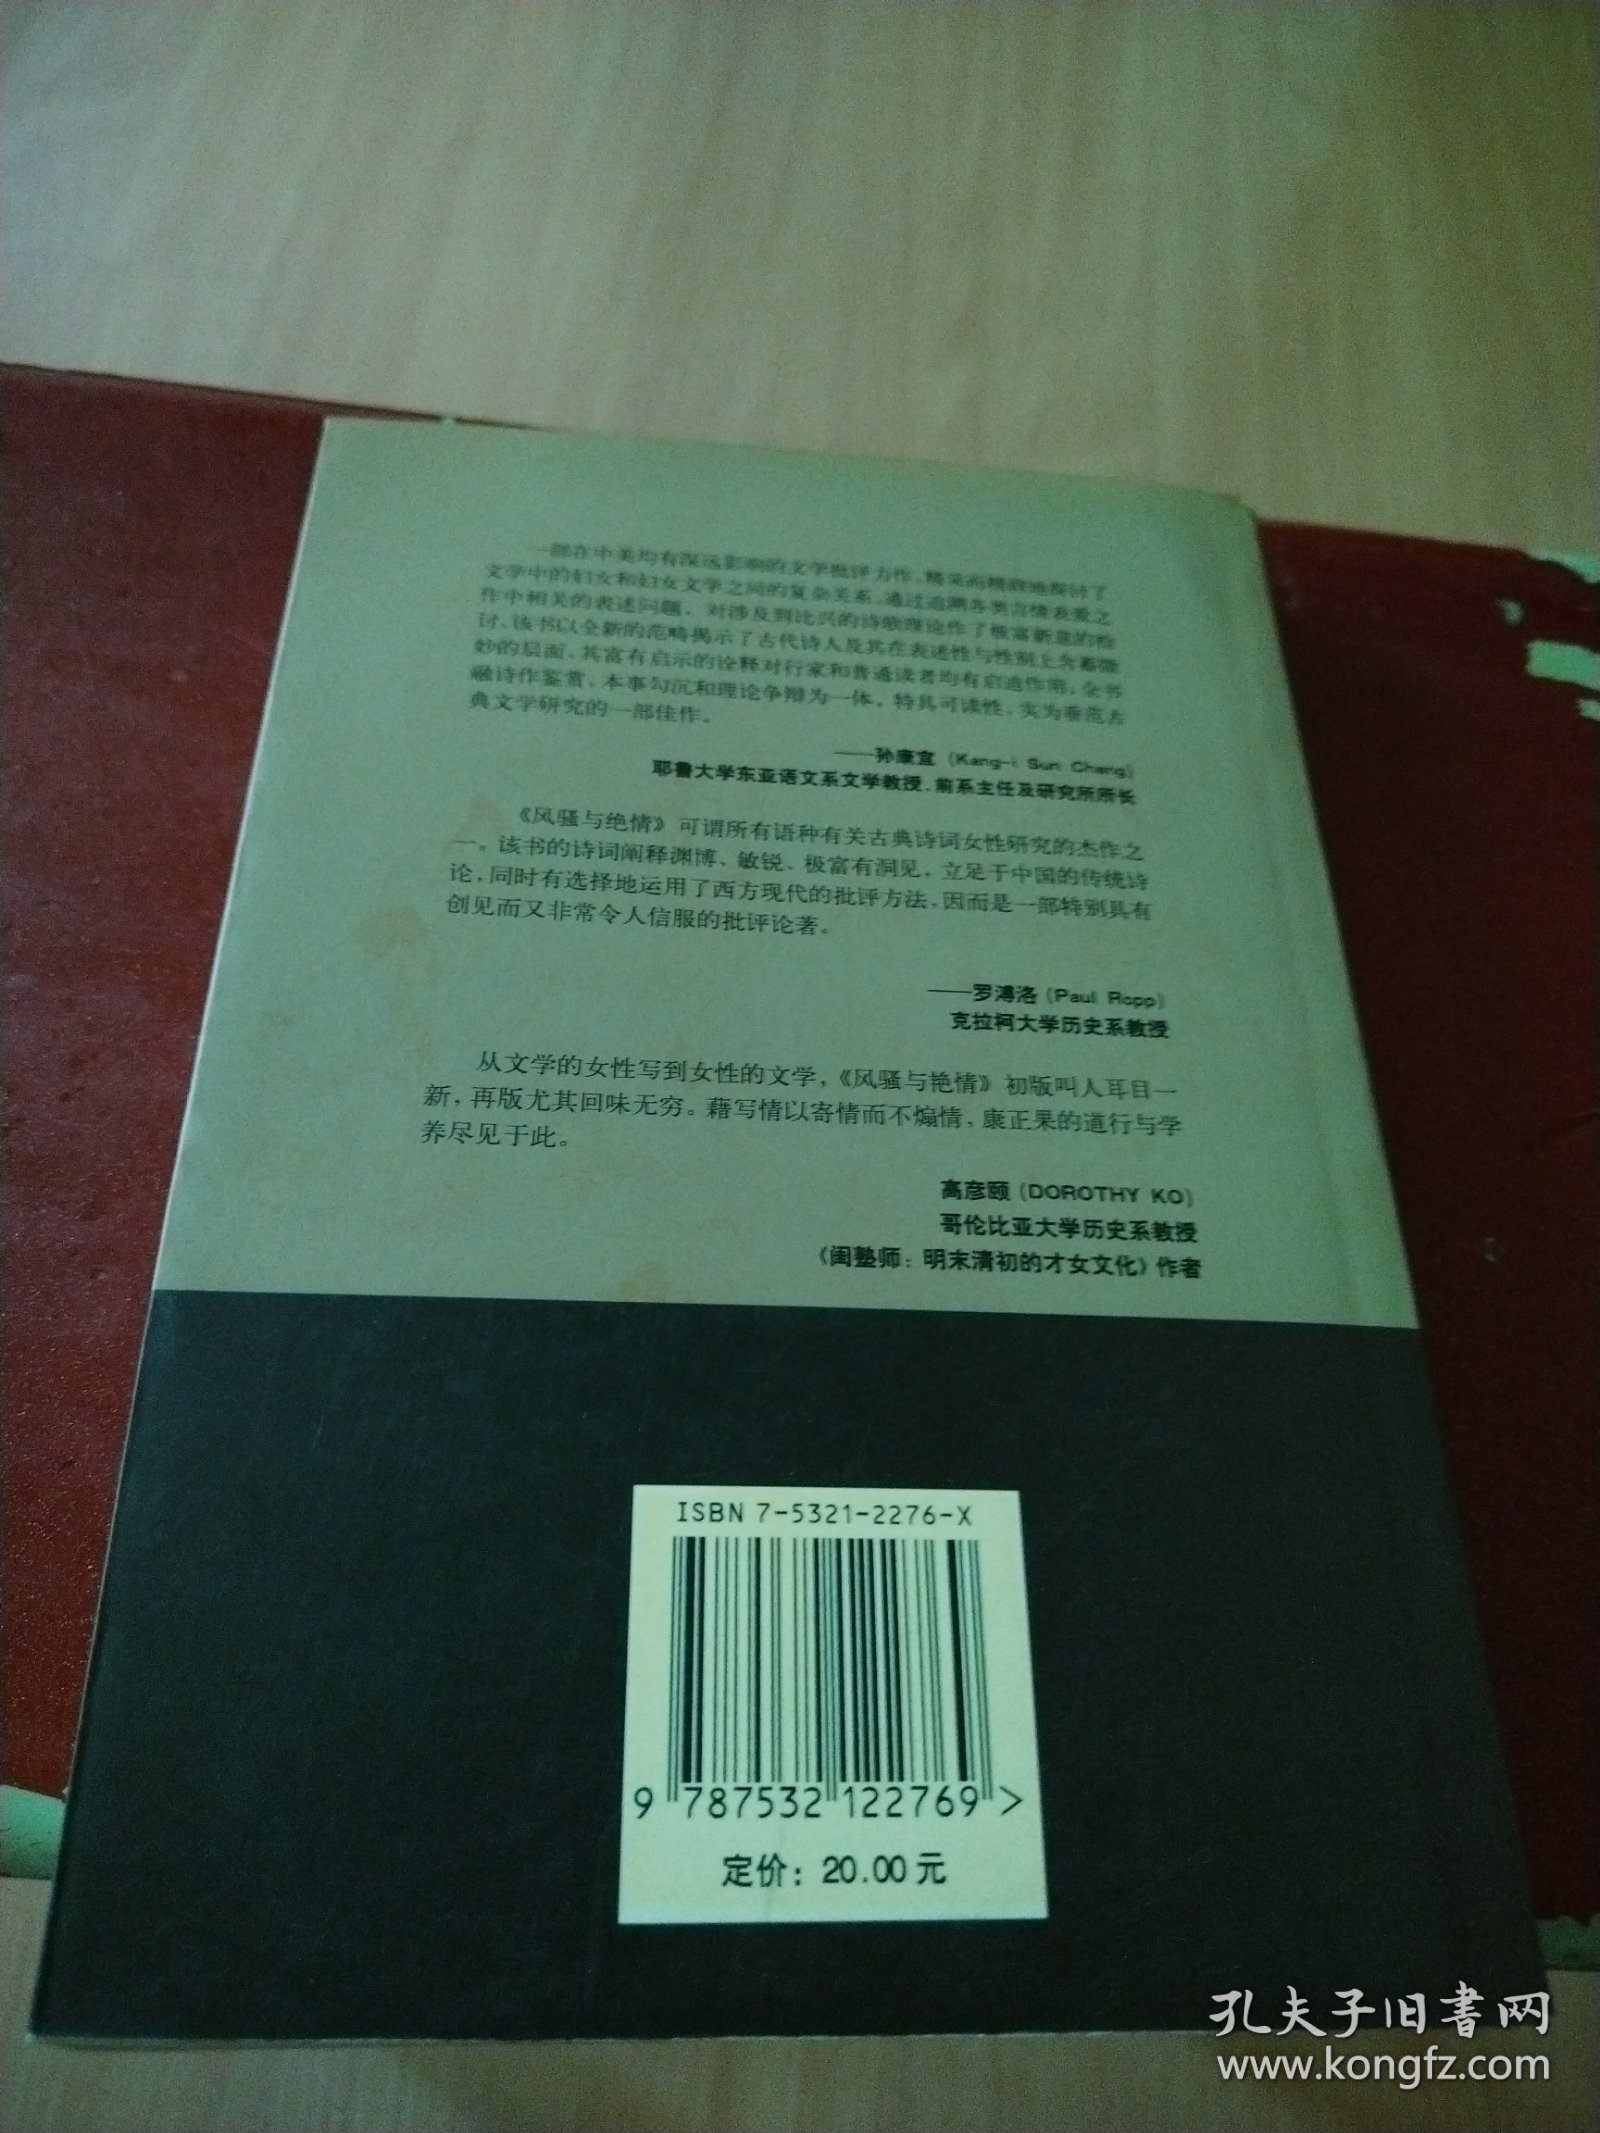 一部在中美均有深远影响的文学批评力作，精美而精辟地探讨了
文学中的妇女和妇女文学之间的复杂关系，通过追溯各类言情表爱之
作中相关的表述问题，对涉及到比兴的诗歌理论作了极富新意的检
讨。该书以全新的范畴揭示了古代诗人及其在表述性与性别上含蓄微
妙的层面，其富有启示的诠释对行家和普通读者均有启迪作用，全书
融诗作鉴赏、本事勾沉和理论争辩为一体，特具可读性，实为垂范古
典文学研究的一部佳作。
——孙康宜（Kang-i Sun Chang）
耶鲁大学东亚语文系文学教授，前系主任及研究所所长
《风骚与绝情》可谓所有语种有关古典诗词女性研究的杰作之
一。该书的诗词阐释渊博、敏锐、极富有洞见，立足于中国的传统诗
论，同时有选择地运用了西方现代的批评方法，因而是一部特别具有
创见而又非常令人信服的批评论著。
——罗溥洛（Paul Ropp）
克拉柯大学历史系教授
从文学的女性写到女性的文学，《风骚与艳情》初版叫人耳目一
新，再版尤其回味无穷。藉写情以寄情而不煽情，康正果的道行与学
养尽见于此。
高彦颐（DOROTHY KO）
哥伦比亚大学历史系教授
《闺塾师：明末清初的才女文化》作者
ISBN 7-5321-2276-X
9 787532 122769 >
定价：20.00 元
孔夫子旧书网
www.kongfz.com